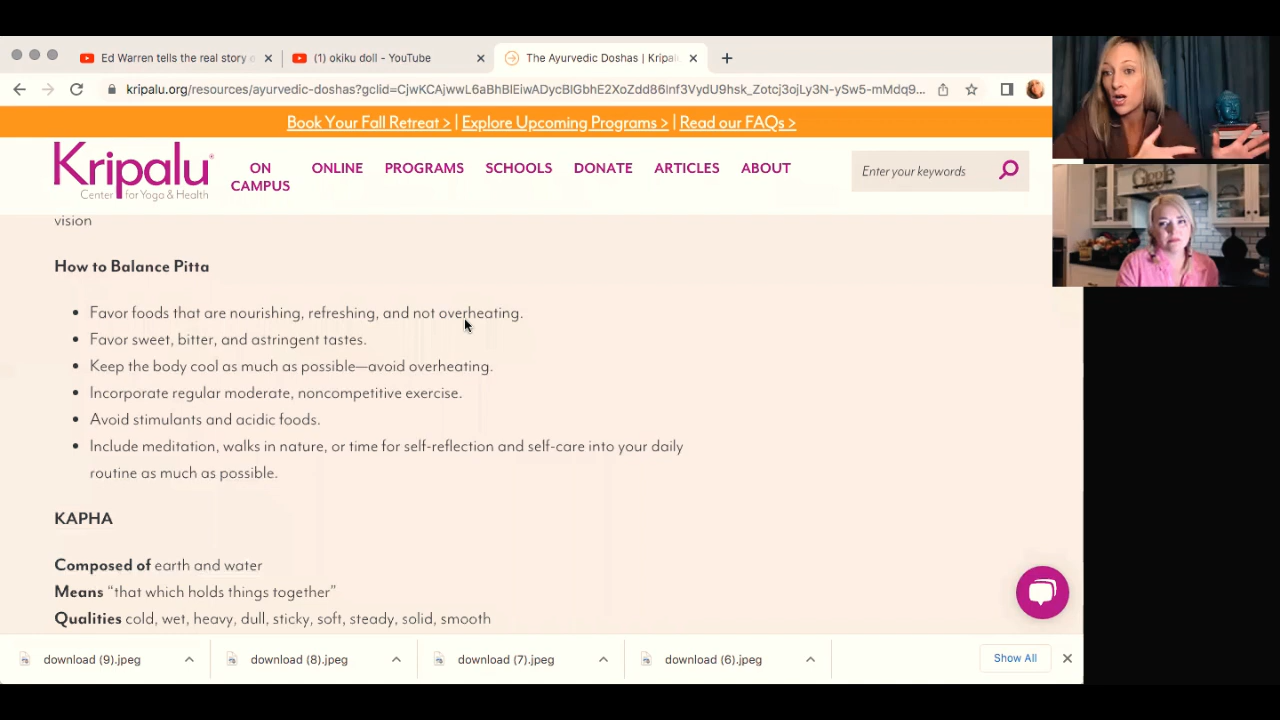 Ed Warren tells the real story
(1) okiku doll - YouTube
The Ayurvedic Doshas | Kripal
kripalu.org/resources/ayurvedic-doshas?gclid=CjwKCAjwwL6aBhBlEiwADycBIGbhE2XoZdd86lnf3VydU9hsk_Zotcj3ojLy3N-ySw5-mMdq9...
Book Your Fall Retreat > | Explore Upcoming Programs > | Read our FAQs >
Kripalu®
Center for Yoga & Health
ON CAMPUS
ONLINE
PROGRAMS
SCHOOLS
DONATE
ARTICLES
ABOUT
Enter your keywords
vision
How to Balance Pitta
• Favor foods that are nourishing, refreshing, and not overheating.
• Favor sweet, bitter, and astringent tastes.
• Keep the body cool as much as possible—avoid overheating.
• Incorporate regular moderate, noncompetitive exercise.
• Avoid stimulants and acidic foods.
• Include meditation, walks in nature, or time for self-reflection and self-care into your daily
routine as much as possible.
KAPHA
Composed of earth and water
Means “that which holds things together”
Qualities cold, wet, heavy, dull, sticky, soft, steady, solid, smooth
download (9).jpeg
download (8).jpeg
download (7).jpeg
download (6).jpeg
Show All